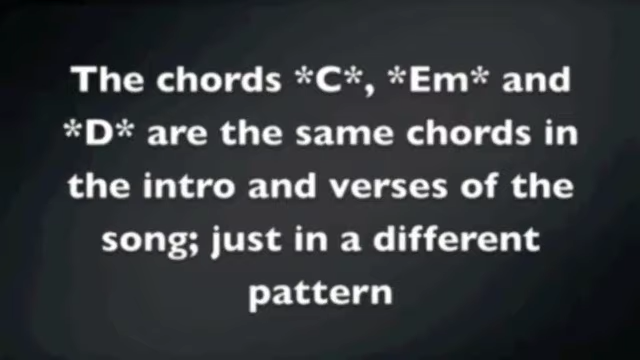 The chords *C*, *Em* and
*D* are the same chords in
the intro and verses of the
song; just in a different
pattern